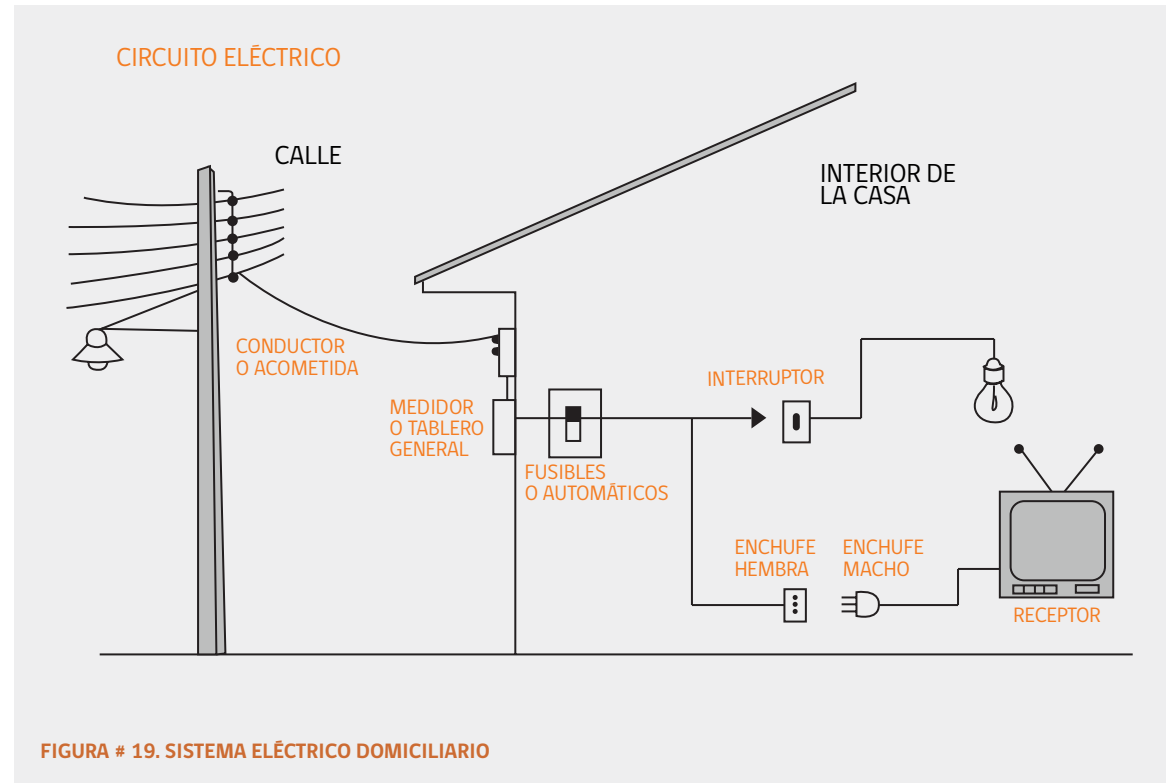 CIRCUITO ELÉCTRICO
CALLE
INTERIOR DE
LA CASA
CONDUCTOR
O ACOMETIDA
MEDIDOR
O TABLERO
GENERAL
FUSIBLES
O AUTOMÁTICOS
INTERRUPTOR
ENCHUFE
HEMBRA
ENCHUFE
MACHO
RECEPTOR
FIGURA # 19. SISTEMA ELÉCTRICO DOMICILIARIO